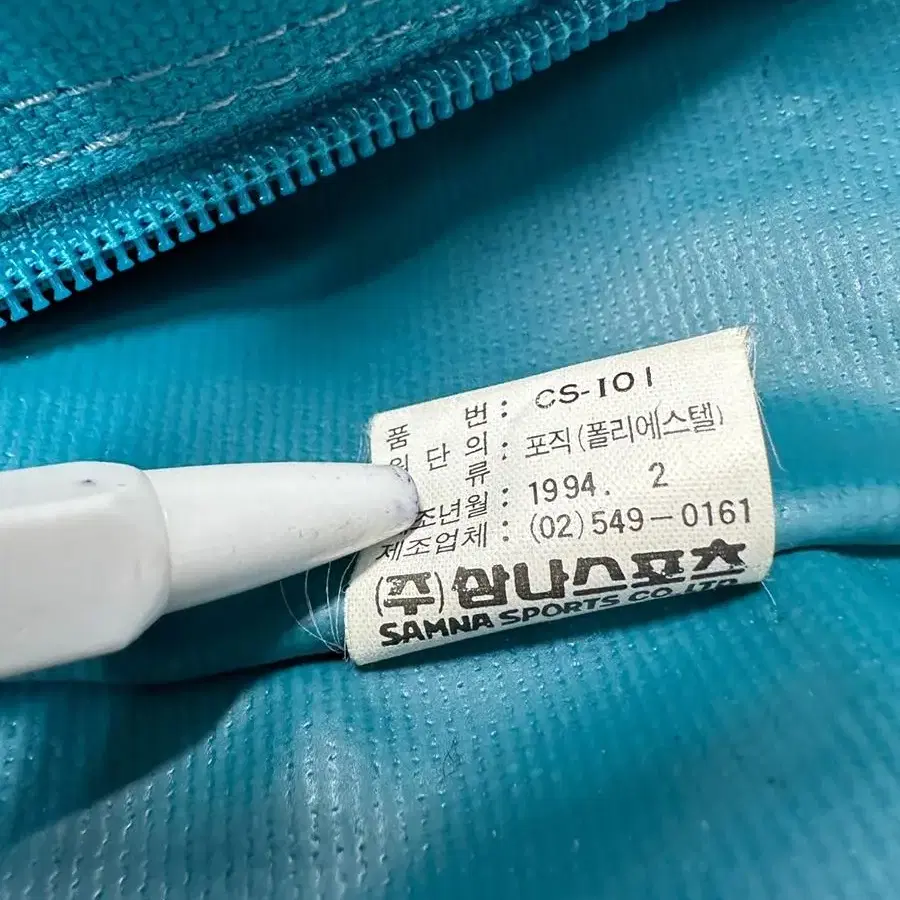 품 번 : CS-101
원 단 의 : 포직(폴리에스텔)
류
조년월 : 1994. 2
제조업체 : (02)549-0161
(주)삼나스포츠
SAMNA SPORTS CO.LTD